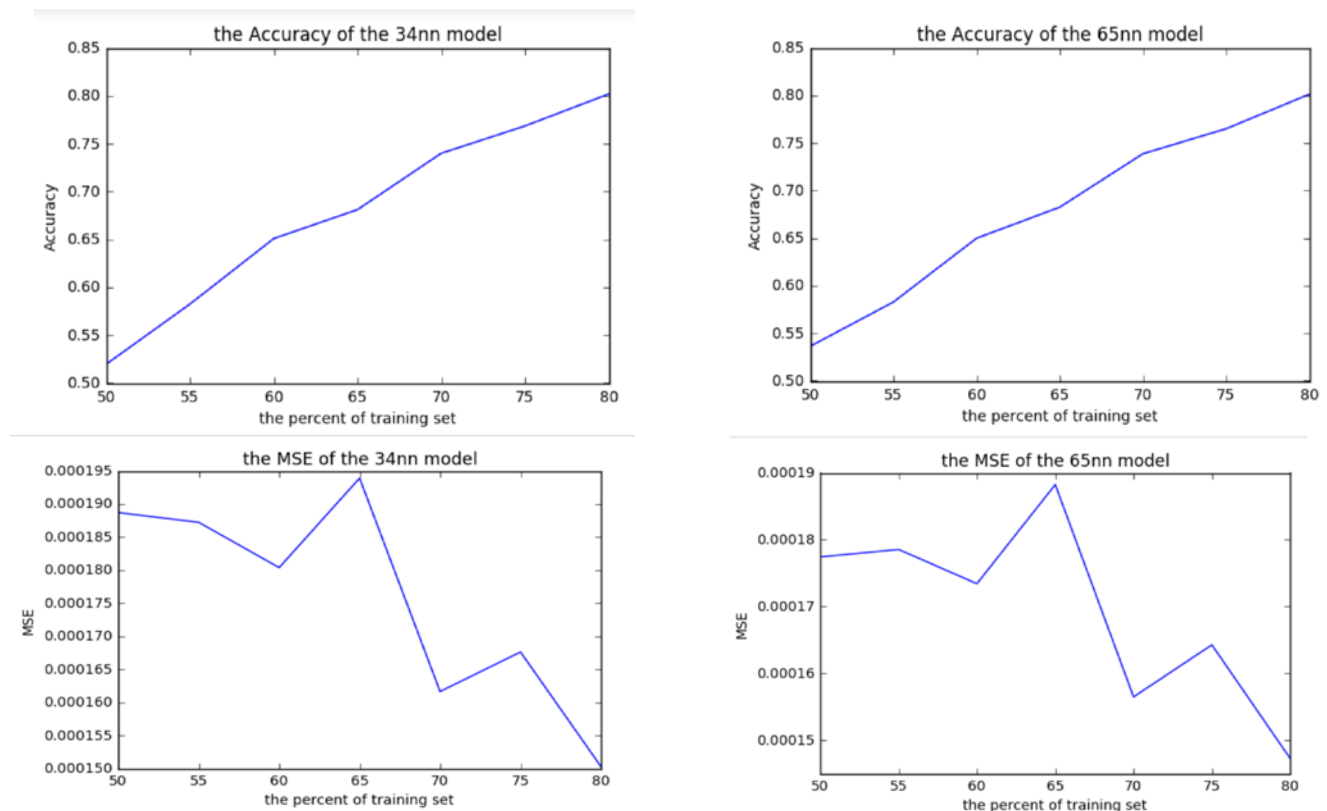 the Accuracy of the 34nn model
0.85
0.80
0.75
0.70
0.65
0.60
0.55
0.50
Accuracy
50 55 60 65 70 75 80
the percent of training set
the Accuracy of the 65nn model
0.85
0.80
0.75
0.70
0.65
0.60
0.55
0.50
Accuracy
50 55 60 65 70 75 80
the percent of training set
the MSE of the 34nn model
0.000195
0.000190
0.000185
0.000180
0.000175
0.000170
0.000165
0.000160
0.000155
0.000150
MSE
50 55 60 65 70 75 80
the percent of training set
the MSE of the 65nn model
0.00019
0.00018
0.00017
0.00016
0.00015
MSE
50 55 60 65 70 75 80
the percent of training set